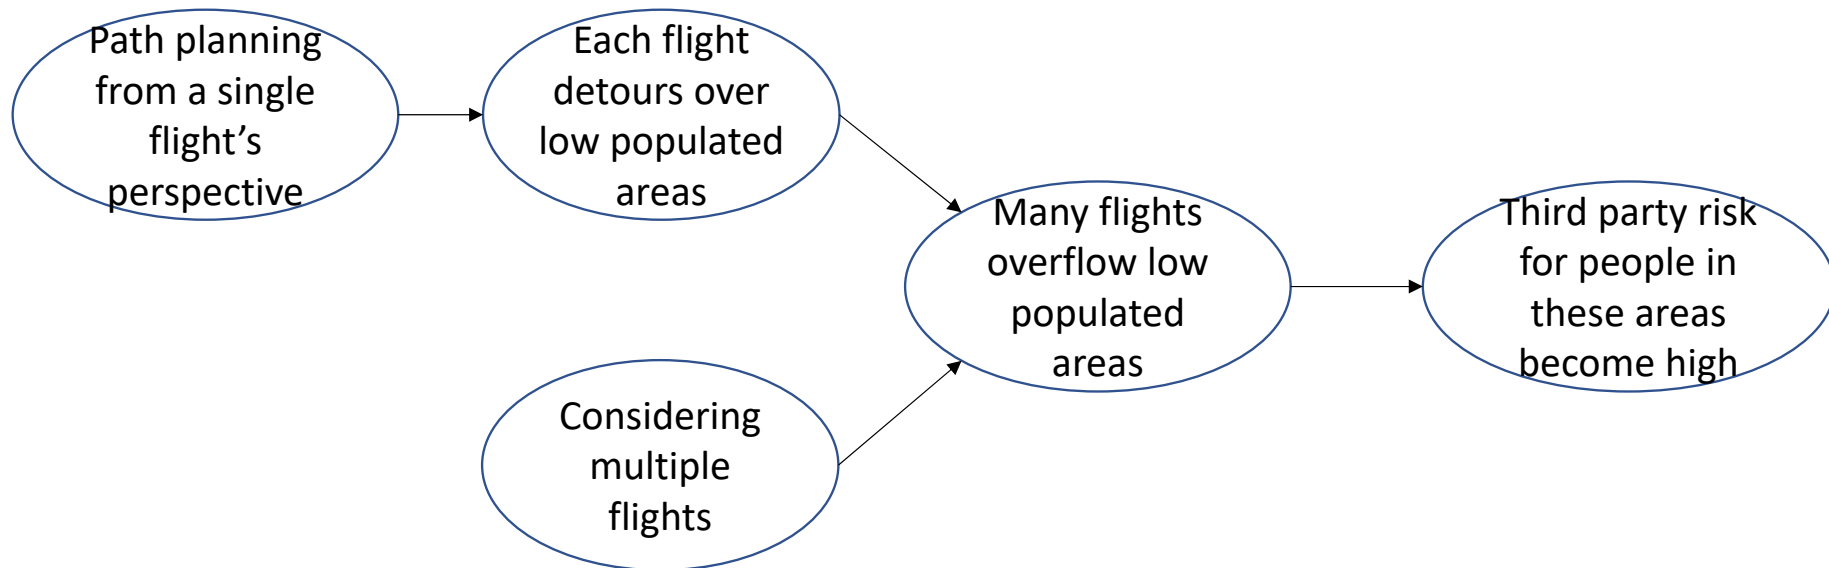 Path planning
from a single
flight’s
perspective
Each flight
detours over
low populated
areas
Many flights
overflow low
populated
areas
Third party risk
for people in
these areas
become high
Considering
multiple
flights